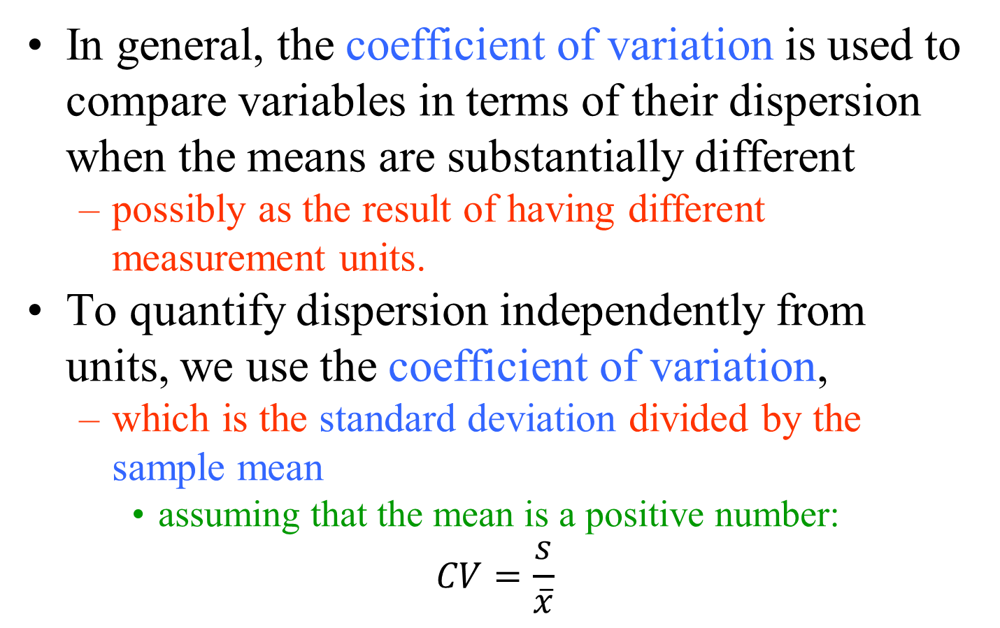 • In general, the coefficient of variation is used to
compare variables in terms of their dispersion
when the means are substantially different
– possibly as the result of having different
measurement units.
• To quantify dispersion independently from
units, we use the coefficient of variation,
– which is the standard deviation divided by the
sample mean
• assuming that the mean is a positive number:
CV = s / x̄